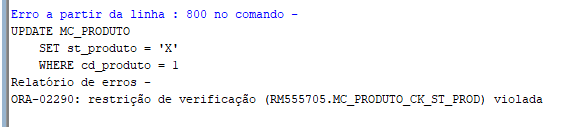 Erro a partir da linha : 800 no comando -
UPDATE MC_PRODUTO
SET st_produto = 'X'
WHERE cd_produto = 1
Relatório de erros -
ORA-02290: restrição de verificação (RM555705.MC_PRODUTO_CK_ST_PROD) violada